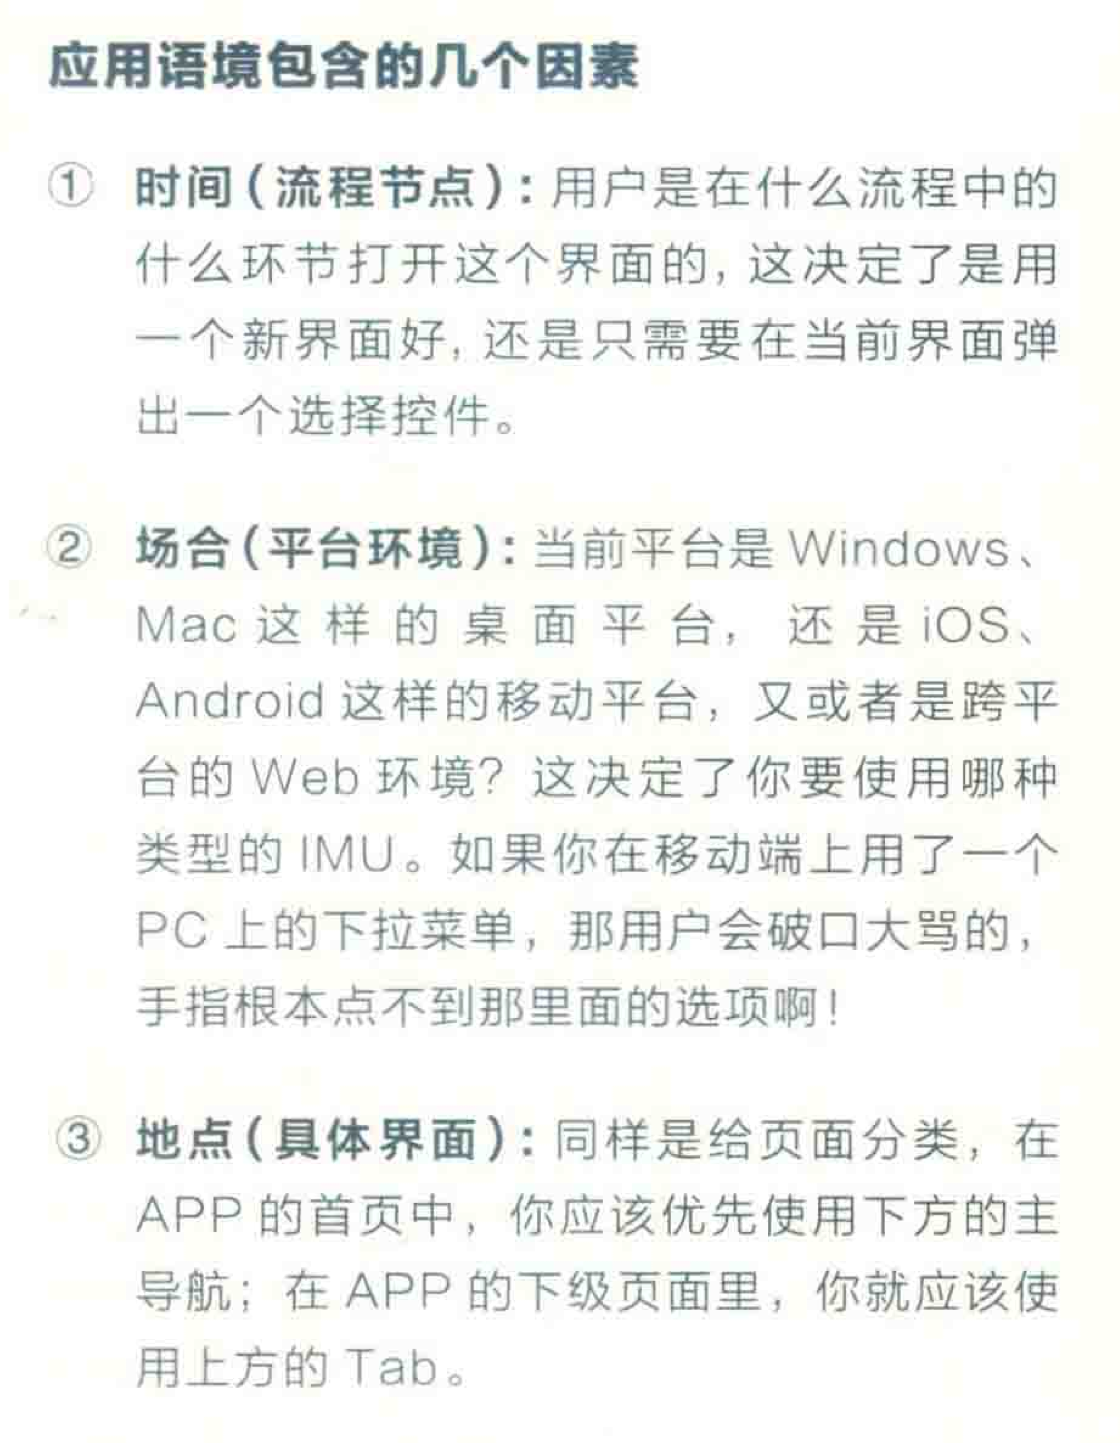 应用语境包含的几个因素
① 时间(流程节点):用户是在什么流程中的
什么环节打开这个界面的,这决定了是用
一个新界面好,还是只需要在当前界面弹
出一个选择控件。
② 场合(平台环境):当前平台是 Windows、
Mac 这样的桌面平台,还是 iOS、
Android 这样的移动平台,又或者是跨平
台的 Web 环境?这决定了你要使用哪种
类型的 IMU。如果你在移动端上用了一个
PC 上的下拉菜单,那用户会破口大骂的,
手指根本点不到那里面的选项啊!
③ 地点(具体界面):同样是给页面分类,在
APP 的首页中,你应该优先使用下方的主
导航;在 APP 的下级页面里,你就应该使
用上方的 Tab。